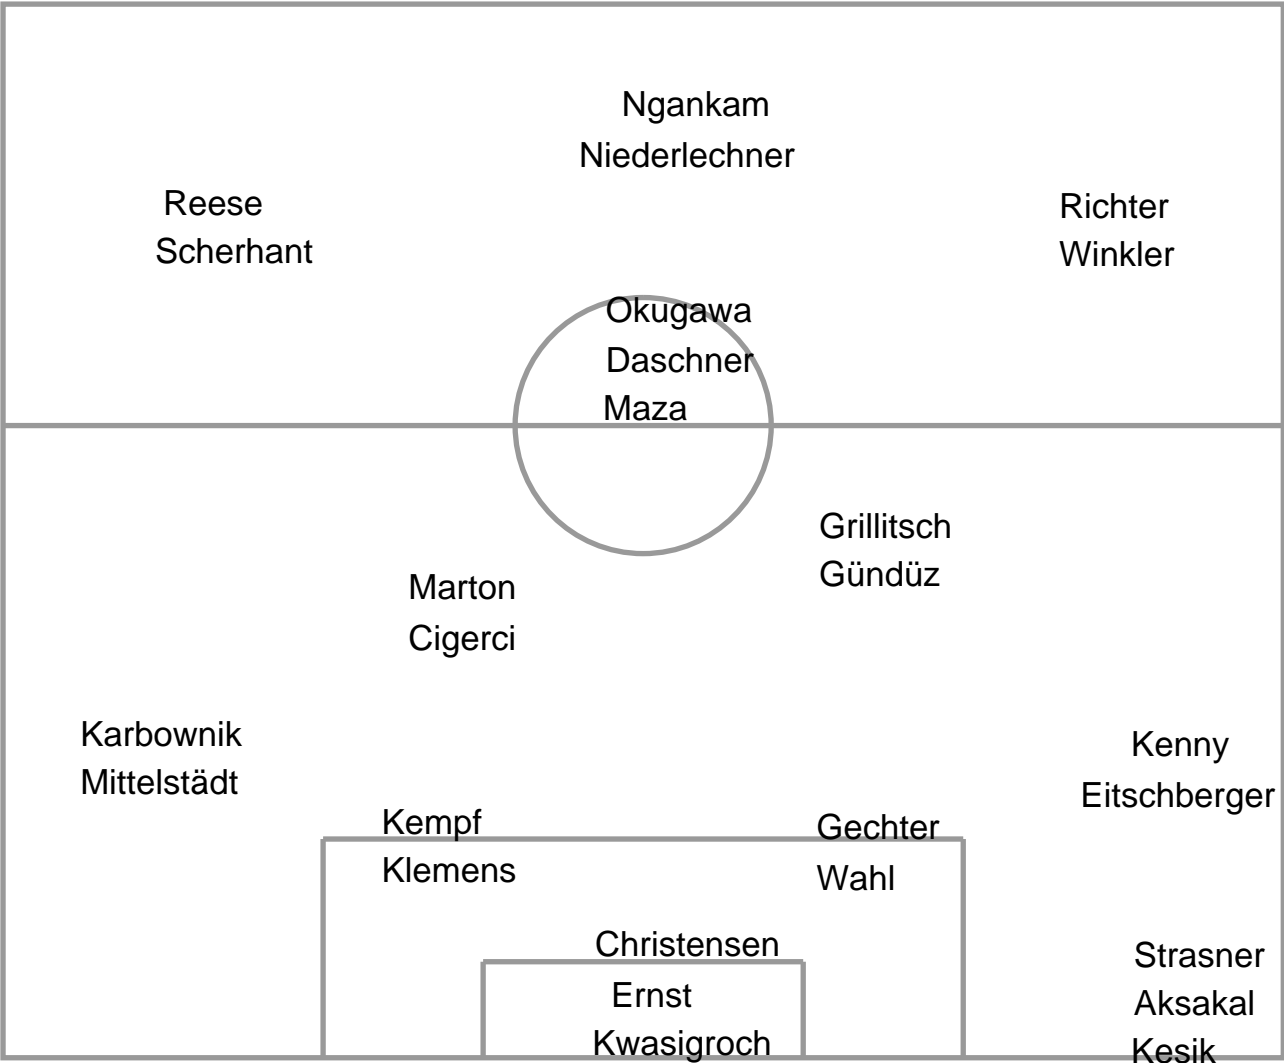 Ngankam
Niederlechner
Reese
Scherhant
Richter
Winkler
Okugawa
Daschner
Maza
Grillitsch
Gündüz
Marton
Cigerci
Karbownik
Mittelstädt
Kenny
Eitschberger
Kempf
Klemens
Gechter
Wahl
Christensen
Ernst
Kwasigroch
Strasner
Aksakal
Kesik